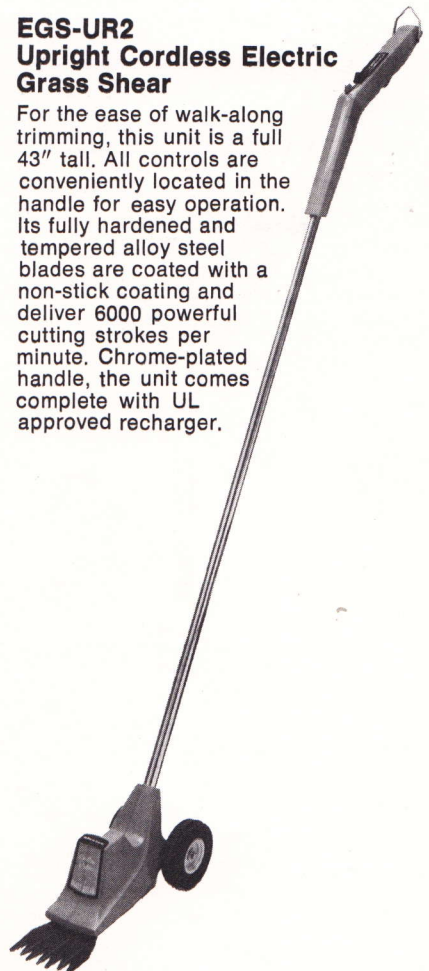 EGS-UR2
Upright Cordless Electric
Grass Shear
For the ease of walk-along
trimming, this unit is a full
43" tall. All controls are
conveniently located in the
handle for easy operation.
Its fully hardened and
tempered alloy steel
blades are coated with a
non-stick coating and
deliver 6000 powerful
cutting strokes per
minute. Chrome-plated
handle, the unit comes
complete with UL
approved recharger.